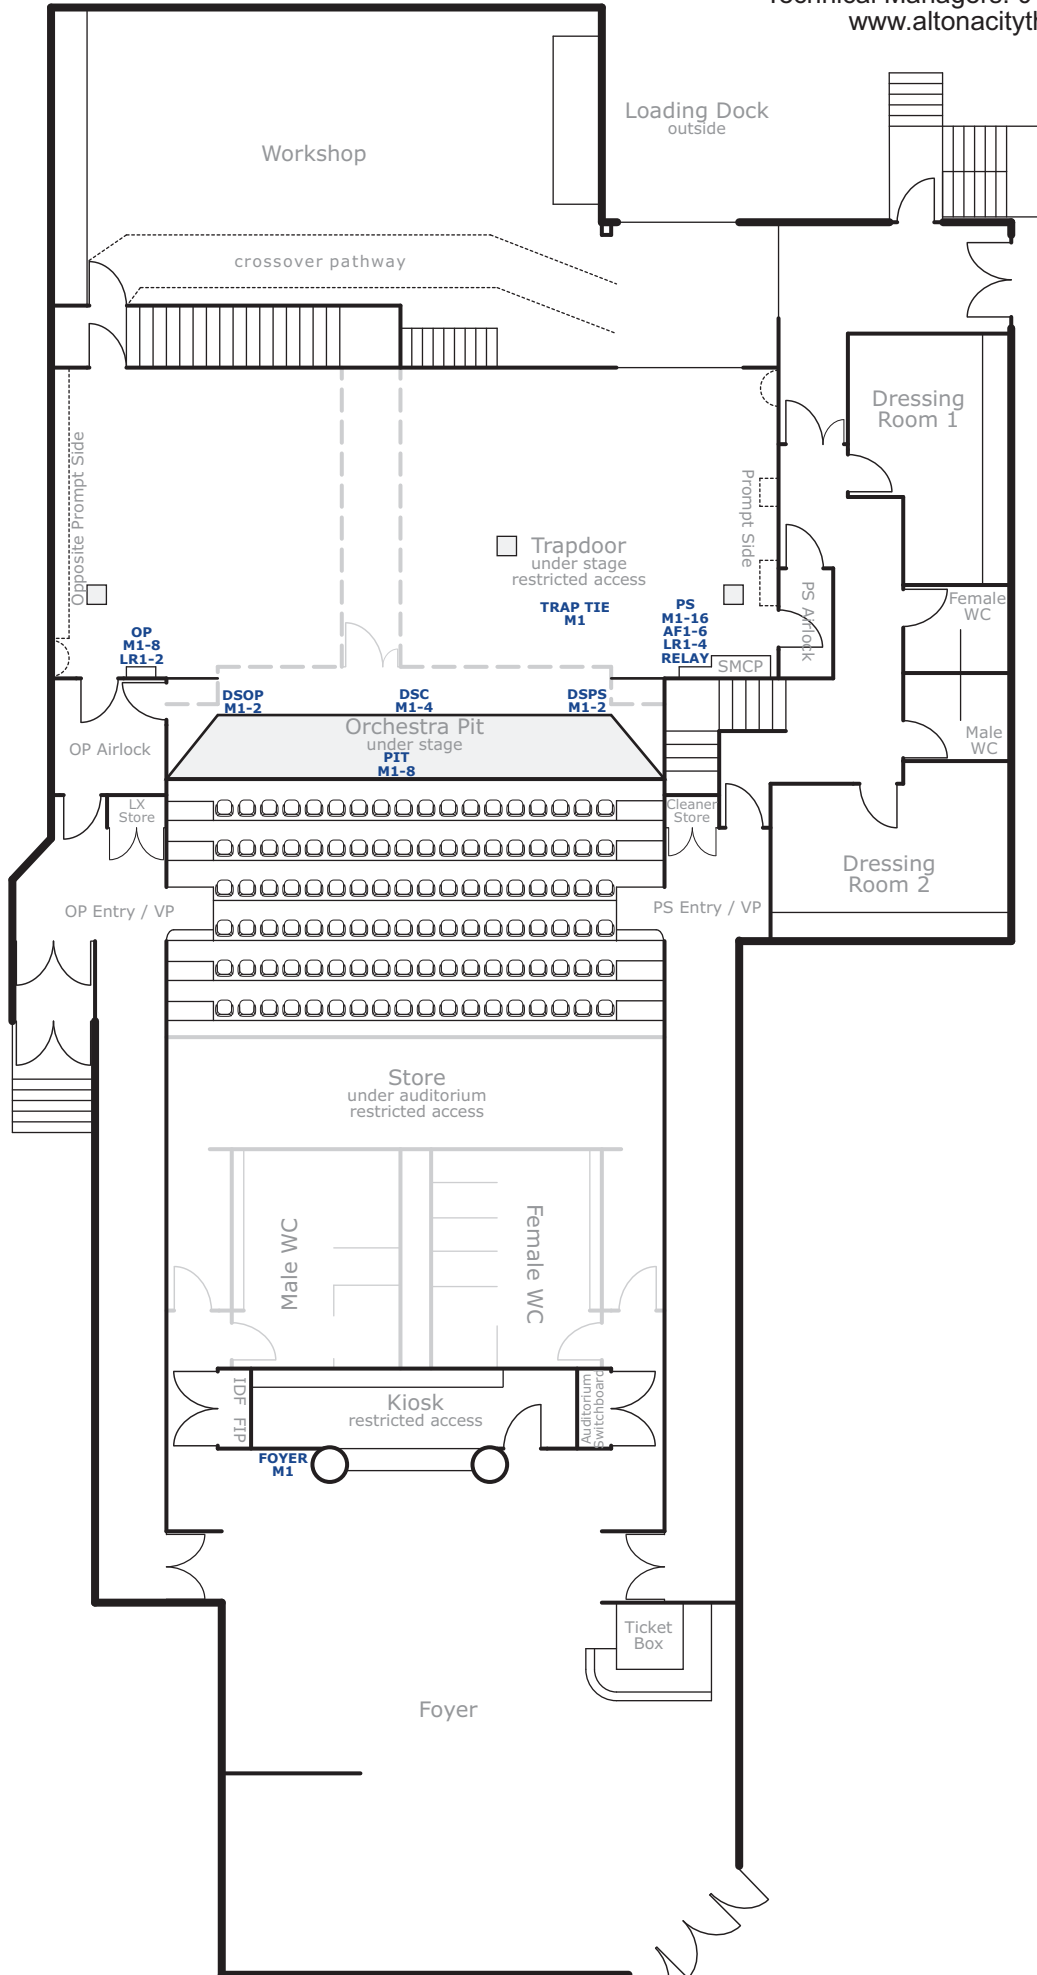 www.altonacityth
Loading Dock
outside
Workshop
crossover pathway
Dressing
Room 1
Opposite Prompt Side
Prompt Side
Trapdoor
under stage
restricted access
TRAP TIE
M1
PS
M1-16
AF1-6
LR1-4
RELAY
SMCP
PS Airlock
Female
WC
OP
M1-8
LR1-2
DSOP
M1-2
DSC
M1-4
DSPS
M1-2
Orchestra Pit
under stage
PIT
M1-8
OP Airlock
Male
WC
LX
Store
Cleaner
Store
Dressing
Room 2
OP Entry / VP
PS Entry / VP
Store
under auditorium
restricted access
Male WC
Female WC
IDF FIP
Kiosk
restricted access
Auditorium
Switchboard
FOYER
M1
Ticket
Box
Foyer